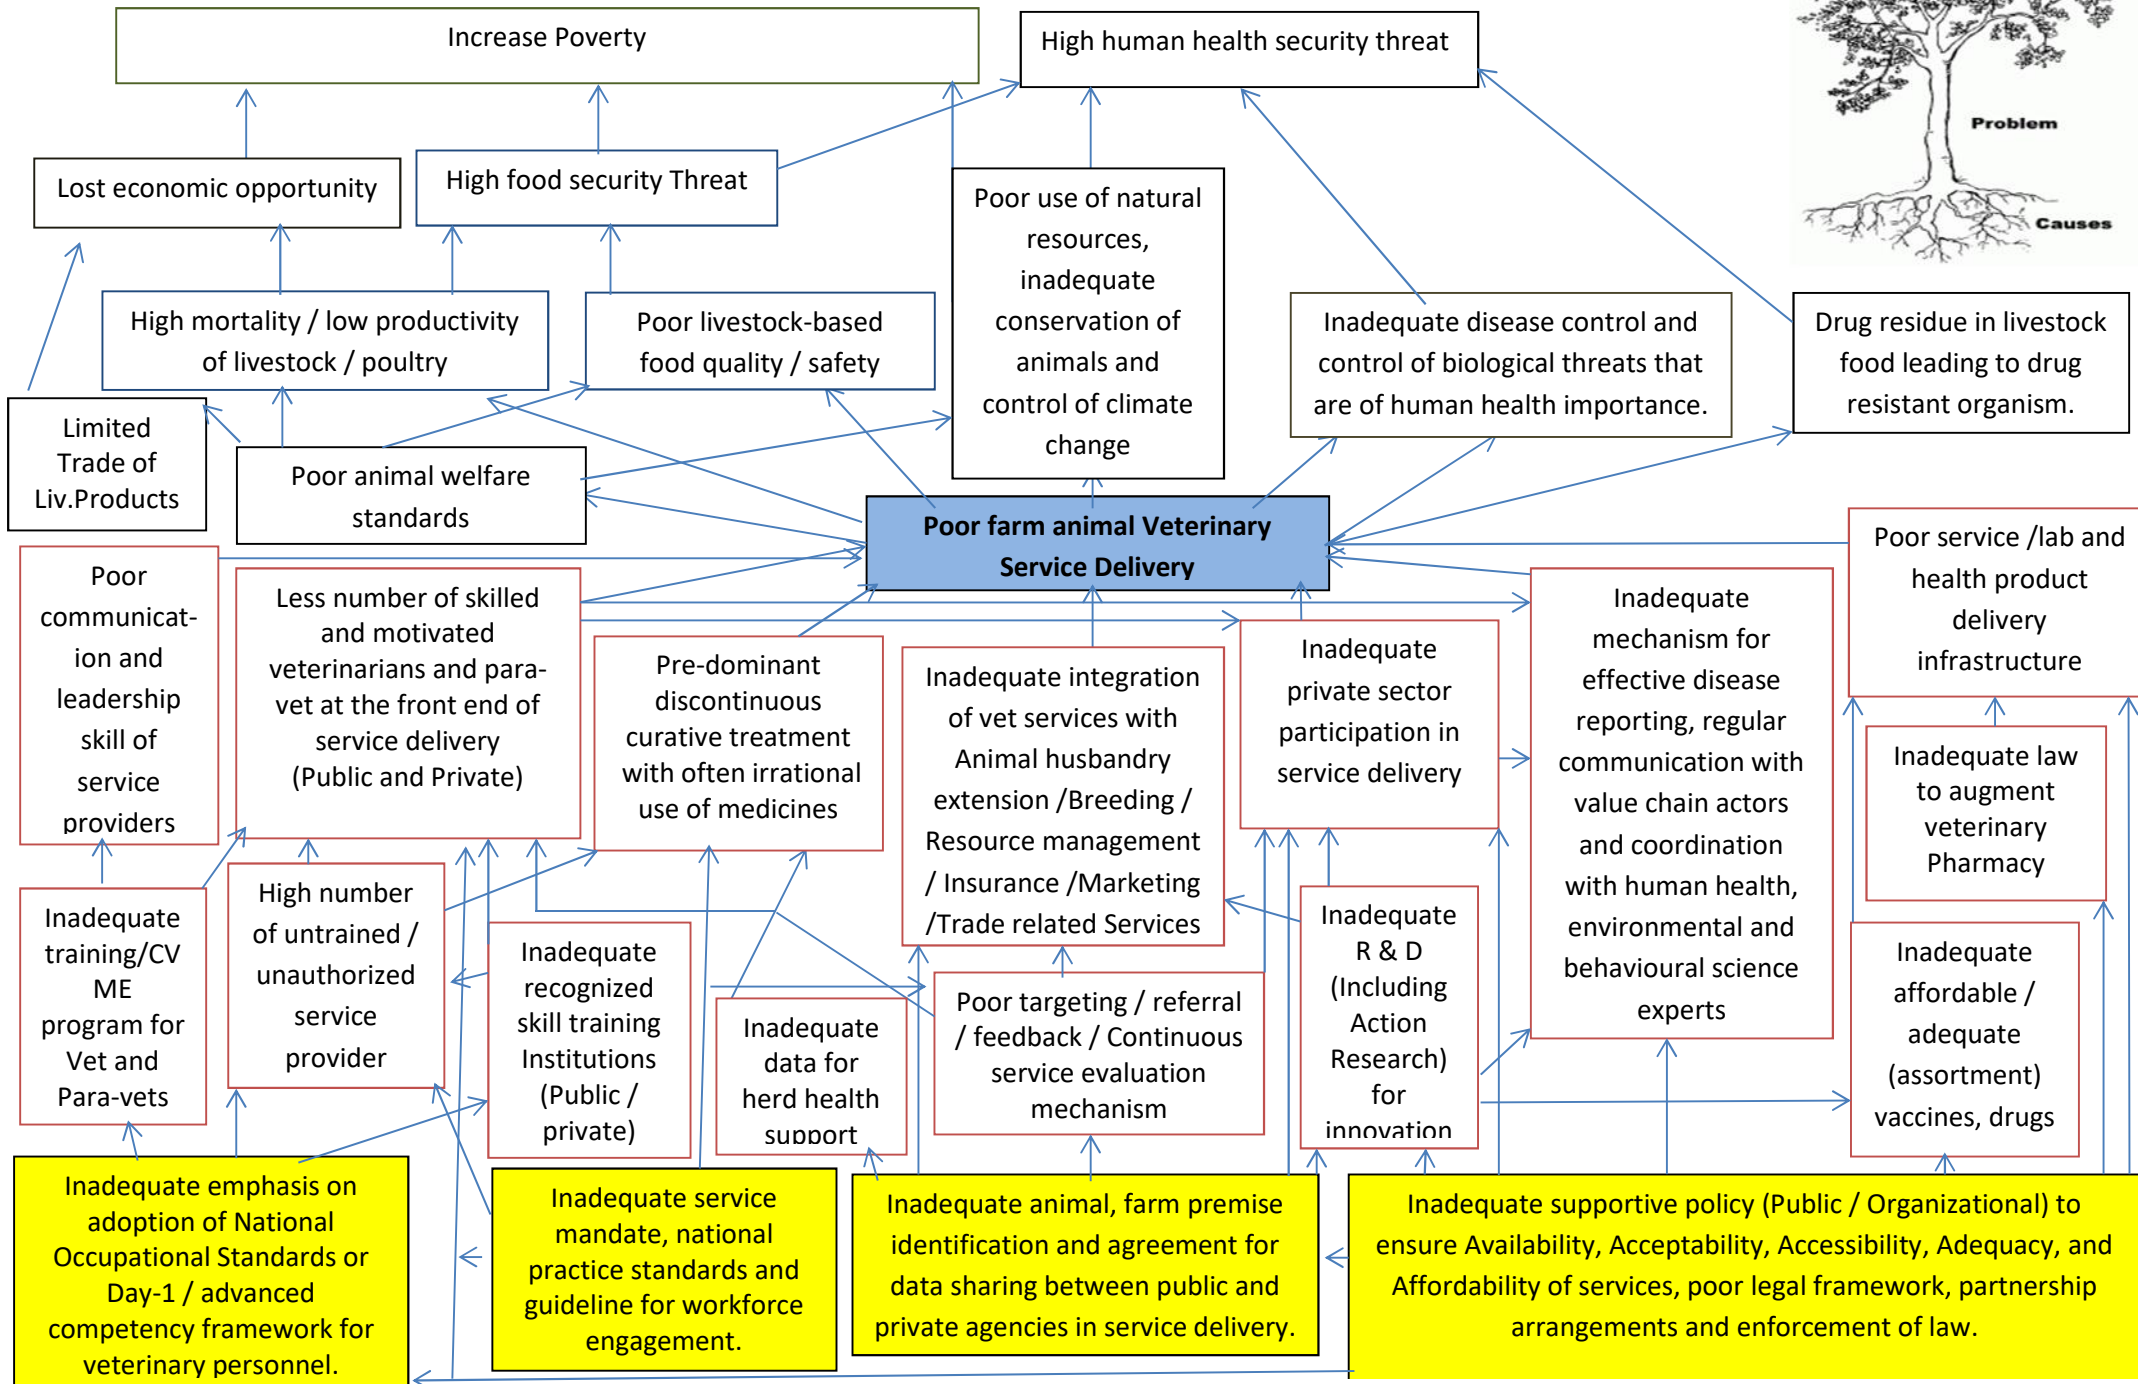 Increase Poverty
High human health security threat
Problem
Causes
Lost economic opportunity
High food security Threat
Poor use of natural
resources,
inadequate
conservation of
animals and
control of climate
change
High mortality / low productivity
of livestock / poultry
Poor livestock-based
food quality / safety
Inadequate disease control and
control of biological threats that
are of human health importance.
Drug residue in livestock
food leading to drug
resistant organism.
Limited
Trade of
Liv.Products
Poor animal welfare
standards
Poor farm animal Veterinary
Service Delivery
Poor
communicat-
ion and
leadership
skill of
service
providers
Less number of skilled
and motivated
veterinarians and para-
vet at the front end of
service delivery
(Public and Private)
Pre-dominant
discontinuous
curative treatment
with often irrational
use of medicines
Inadequate integration
of vet services with
Animal husbandry
extension /Breeding /
Resource management
/ Insurance /Marketing
/Trade related Services
Inadequate
private sector
participation in
service delivery
Inadequate
mechanism for
effective disease
reporting, regular
communication with
value chain actors
and coordination
with human health,
environmental and
behavioural science
experts
Poor service /lab and
health product
delivery
infrastructure
Inadequate law
to augment
veterinary
Pharmacy
Inadequate
training/CV
ME
program for
Vet and
Para-vets
High number
of untrained /
unauthorized
service
provider
Inadequate
recognized
skill training
Institutions
(Public /
private)
Inadequate
data for
herd health
support
Poor targeting / referral
/ feedback / Continuous
service evaluation
mechanism
Inadequate
R & D
(Including
Action
Research)
for
innovation
Inadequate
affordable /
adequate
(assortment)
vaccines, drugs
Inadequate emphasis on
adoption of National
Occupational Standards or
Day-1 / advanced
competency framework for
veterinary personnel.
Inadequate service
mandate, national
practice standards and
guideline for workforce
engagement.
Inadequate animal, farm premise
identification and agreement for
data sharing between public and
private agencies in service delivery.
Inadequate supportive policy (Public / Organizational) to
ensure Availability, Acceptability, Accessibility, Adequacy, and
Affordability of services, poor legal framework, partnership
arrangements and enforcement of law.